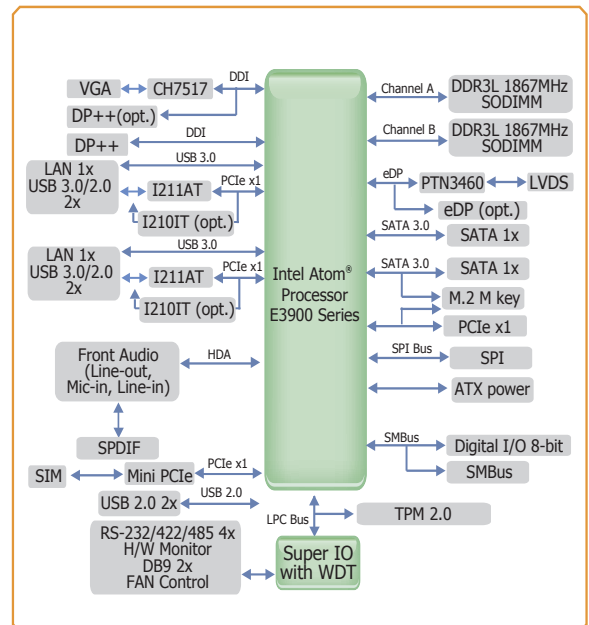 VGA
CH7517
DDI
DP++(opt.)
DP++
DDI
USB 3.0
LAN 1x
USB 3.0/2.0
2x
I211AT
PCIe x1
I210IT (opt.)
USB 3.0
LAN 1x
USB 3.0/2.0
2x
I211AT
PCIe x1
I210IT (opt.)
Front Audio
(Line-out,
Mic-in, Line-in)
HDA
SPDIF
SIM
Mini PCIe
PCIe x1
USB 2.0 2x
USB 2.0
RS-232/422/485 4x
H/W Monitor
DB9 2x
FAN Control
Intel Atom®
Processor
E3900 Series
LPC Bus
Super IO
with WDT
Channel A
DDR3L 1867MHz
SODIMM
Channel B
DDR3L 1867MHz
SODIMM
eDP
PTN3460
LVDS
eDP (opt.)
SATA 3.0
SATA 1x
SATA 3.0
SATA 1x
M.2 M key
PCIe x1
SPI Bus
SPI
ATX power
SMBus
Digital I/O 8-bit
SMBus
TPM 2.0